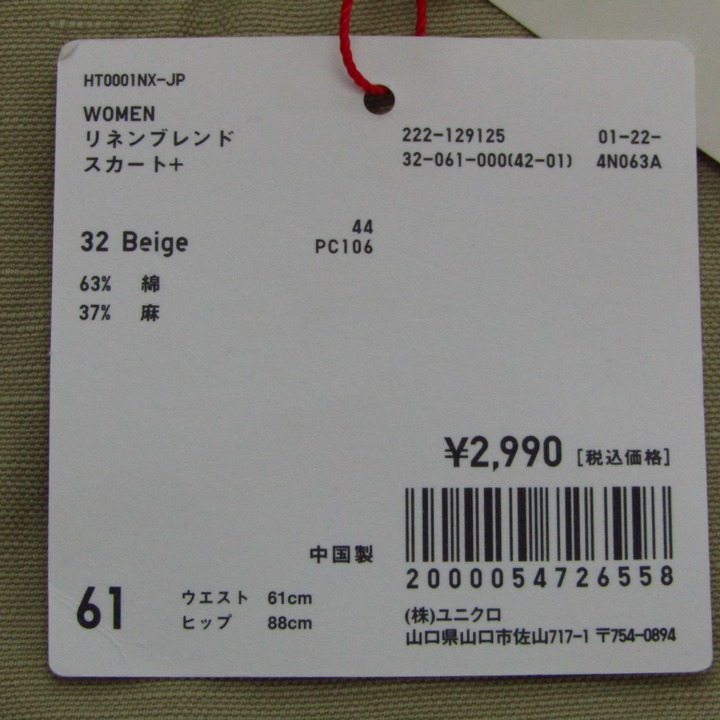 HT0001NX-JP
WOMEN
リネンブレンド 222-129125 01-22-
スカート+ 32-061-000(42-01) 4N063A
32 Beige 44
PC106
63% 綿
37% 麻
¥2,990 [税込価格]
中国製
2000054726558
61 ウエスト 61cm
ヒップ 88cm
(株)ユニクロ
山口県山口市佐山717-1 〒754-0894